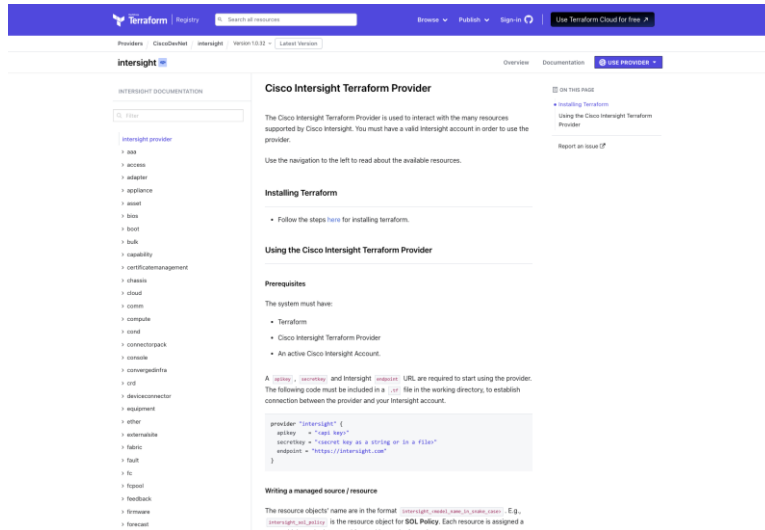 Terraform | Registry
Search all resources
Browse
Publish
Sign-in
Use Terraform Cloud for free
Providers / CiscoDevNet / intersight / Version 1.0.32
Latest Version
intersight
Overview
Documentation
USE PROVIDER
INTERSIGHT DOCUMENTATION
Filter
intersight provider
aaa
access
adapter
appliance
asset
bios
boot
bulk
capability
certificatemanagement
chassis
cloud
comm
compute
cond
connectorpack
console
convergedinfra
crd
deviceconnector
equipment
ether
externalsite
fabric
fault
fc
fcpool
feedback
firmware
forecast
Cisco Intersight Terraform Provider
The Cisco Intersight Terraform Provider is used to interact with the many resources
supported by Cisco Intersight. You must have a valid Intersight account in order to use the
provider.
Use the navigation to the left to read about the available resources.
Installing Terraform
• Follow the steps here for installing terraform.
Using the Cisco Intersight Terraform Provider
Prerequisites
The system must have:
• Terraform
• Cisco Intersight Terraform Provider
• An active Cisco Intersight Account.
A apikey , secretkey and Intersight endpoint URL are required to start using the provider.
The following code must be included in a .tf file in the working directory, to establish
connection between the provider and your Intersight account.
provider "intersight" {
apikey = "<api key>"
secretkey = "<secret key as a string or in a file>"
endpoint = "https://intersight.com"
}
Writing a managed source / resource
The resource objects' name are in the format intersight_<model_name_in_snake_case> . E.g.,
intersight_sol_policy is the resource object for SOL Policy. Each resource is assigned a
ON THIS PAGE
Installing Terraform
Using the Cisco Intersight Terraform
Provider
Report an issue